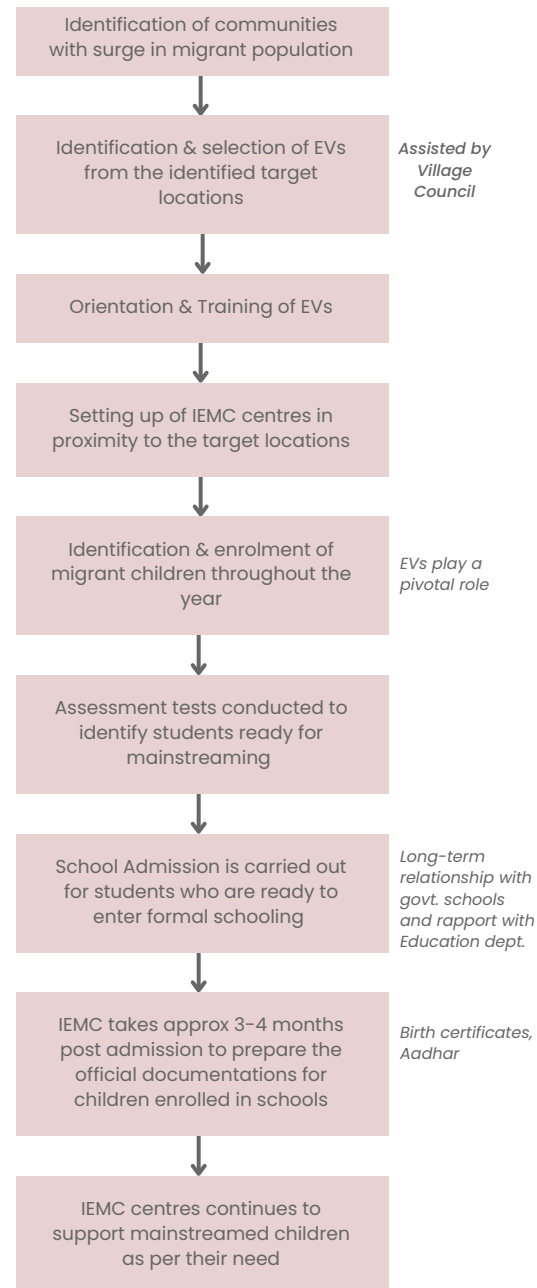 Identification of communities
with surge in migrant population
Identification & selection of EVs
from the identified target
locations
Assisted by
Village
Council
Orientation & Training of EVs
Setting up of IEMC centres in
proximity to the target locations
Identification & enrolment of
migrant children throughout the
year
EVs play a
pivotal role
Assessment tests conducted to
identify students ready for
mainstreaming
School Admission is carried out
for students who are ready to
enter formal schooling
Long-term
relationship with
govt. schools
and rapport with
Education dept.
IEMC takes approx 3-4 months
post admission to prepare the
official documentations for
children enrolled in schools
Birth certificates,
Aadhar
IEMC centres continues to
support mainstreamed children
as per their need